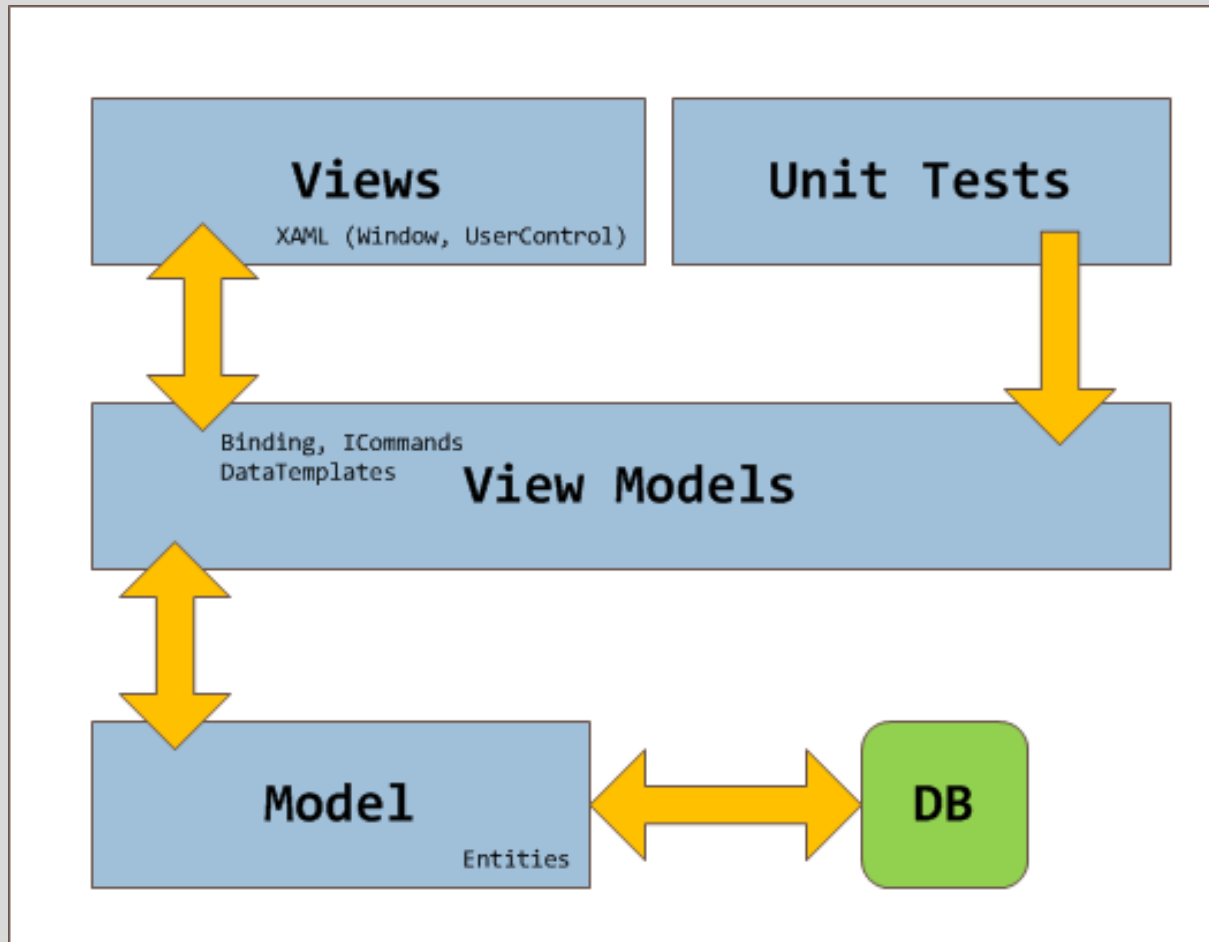 Views
XAML (Window, UserControl)
Unit Tests
Binding, ICommands
DataTemplates
View Models
Model
Entities
DB